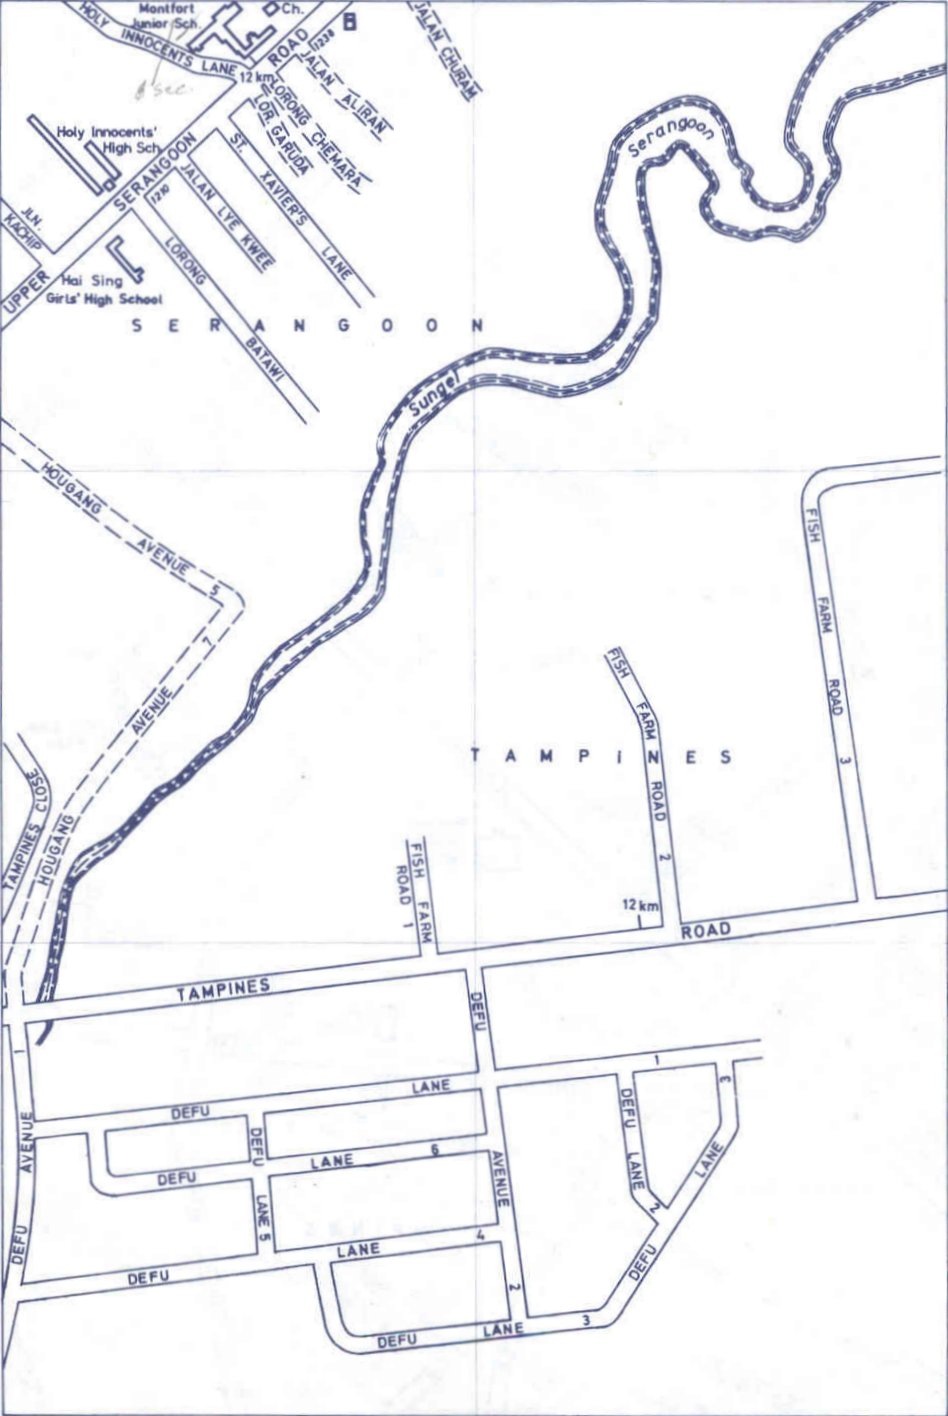 Montfort
Junior Sch.
Ch.
HOLY INNOCENTS LANE
ROAD
1238
JALAN CHURAM
12 km
JALAN ALIRAN
LORONG CHEMARA
LOR. GARUDA
sec.
Holy Innocents'
High Sch.
ST. XAVIER'S LANE
UPPER SERANGOON
1210
JALAN LYE KWEE
JLN. KACHIP
LORONG BATAWI
Hai Sing
Girls' High School
SERANGOON
Sungei Serangoon
HOUGANG AVENUE 5
HOUGANG AVENUE 7
TAMPINES CLOSE
FISH FARM ROAD 3
FISH FARM ROAD 2
TAMPiNES
FISH FARM
ROAD 1
12 km
TAMPINES ROAD
DEFU AVENUE 1
DEFU AVENUE 2
DEFU LANE 1
DEFU LANE 2
DEFU LANE 3
DEFU LANE 6
DEFU LANE 5
DEFU LANE 4
DEFU LANE 3